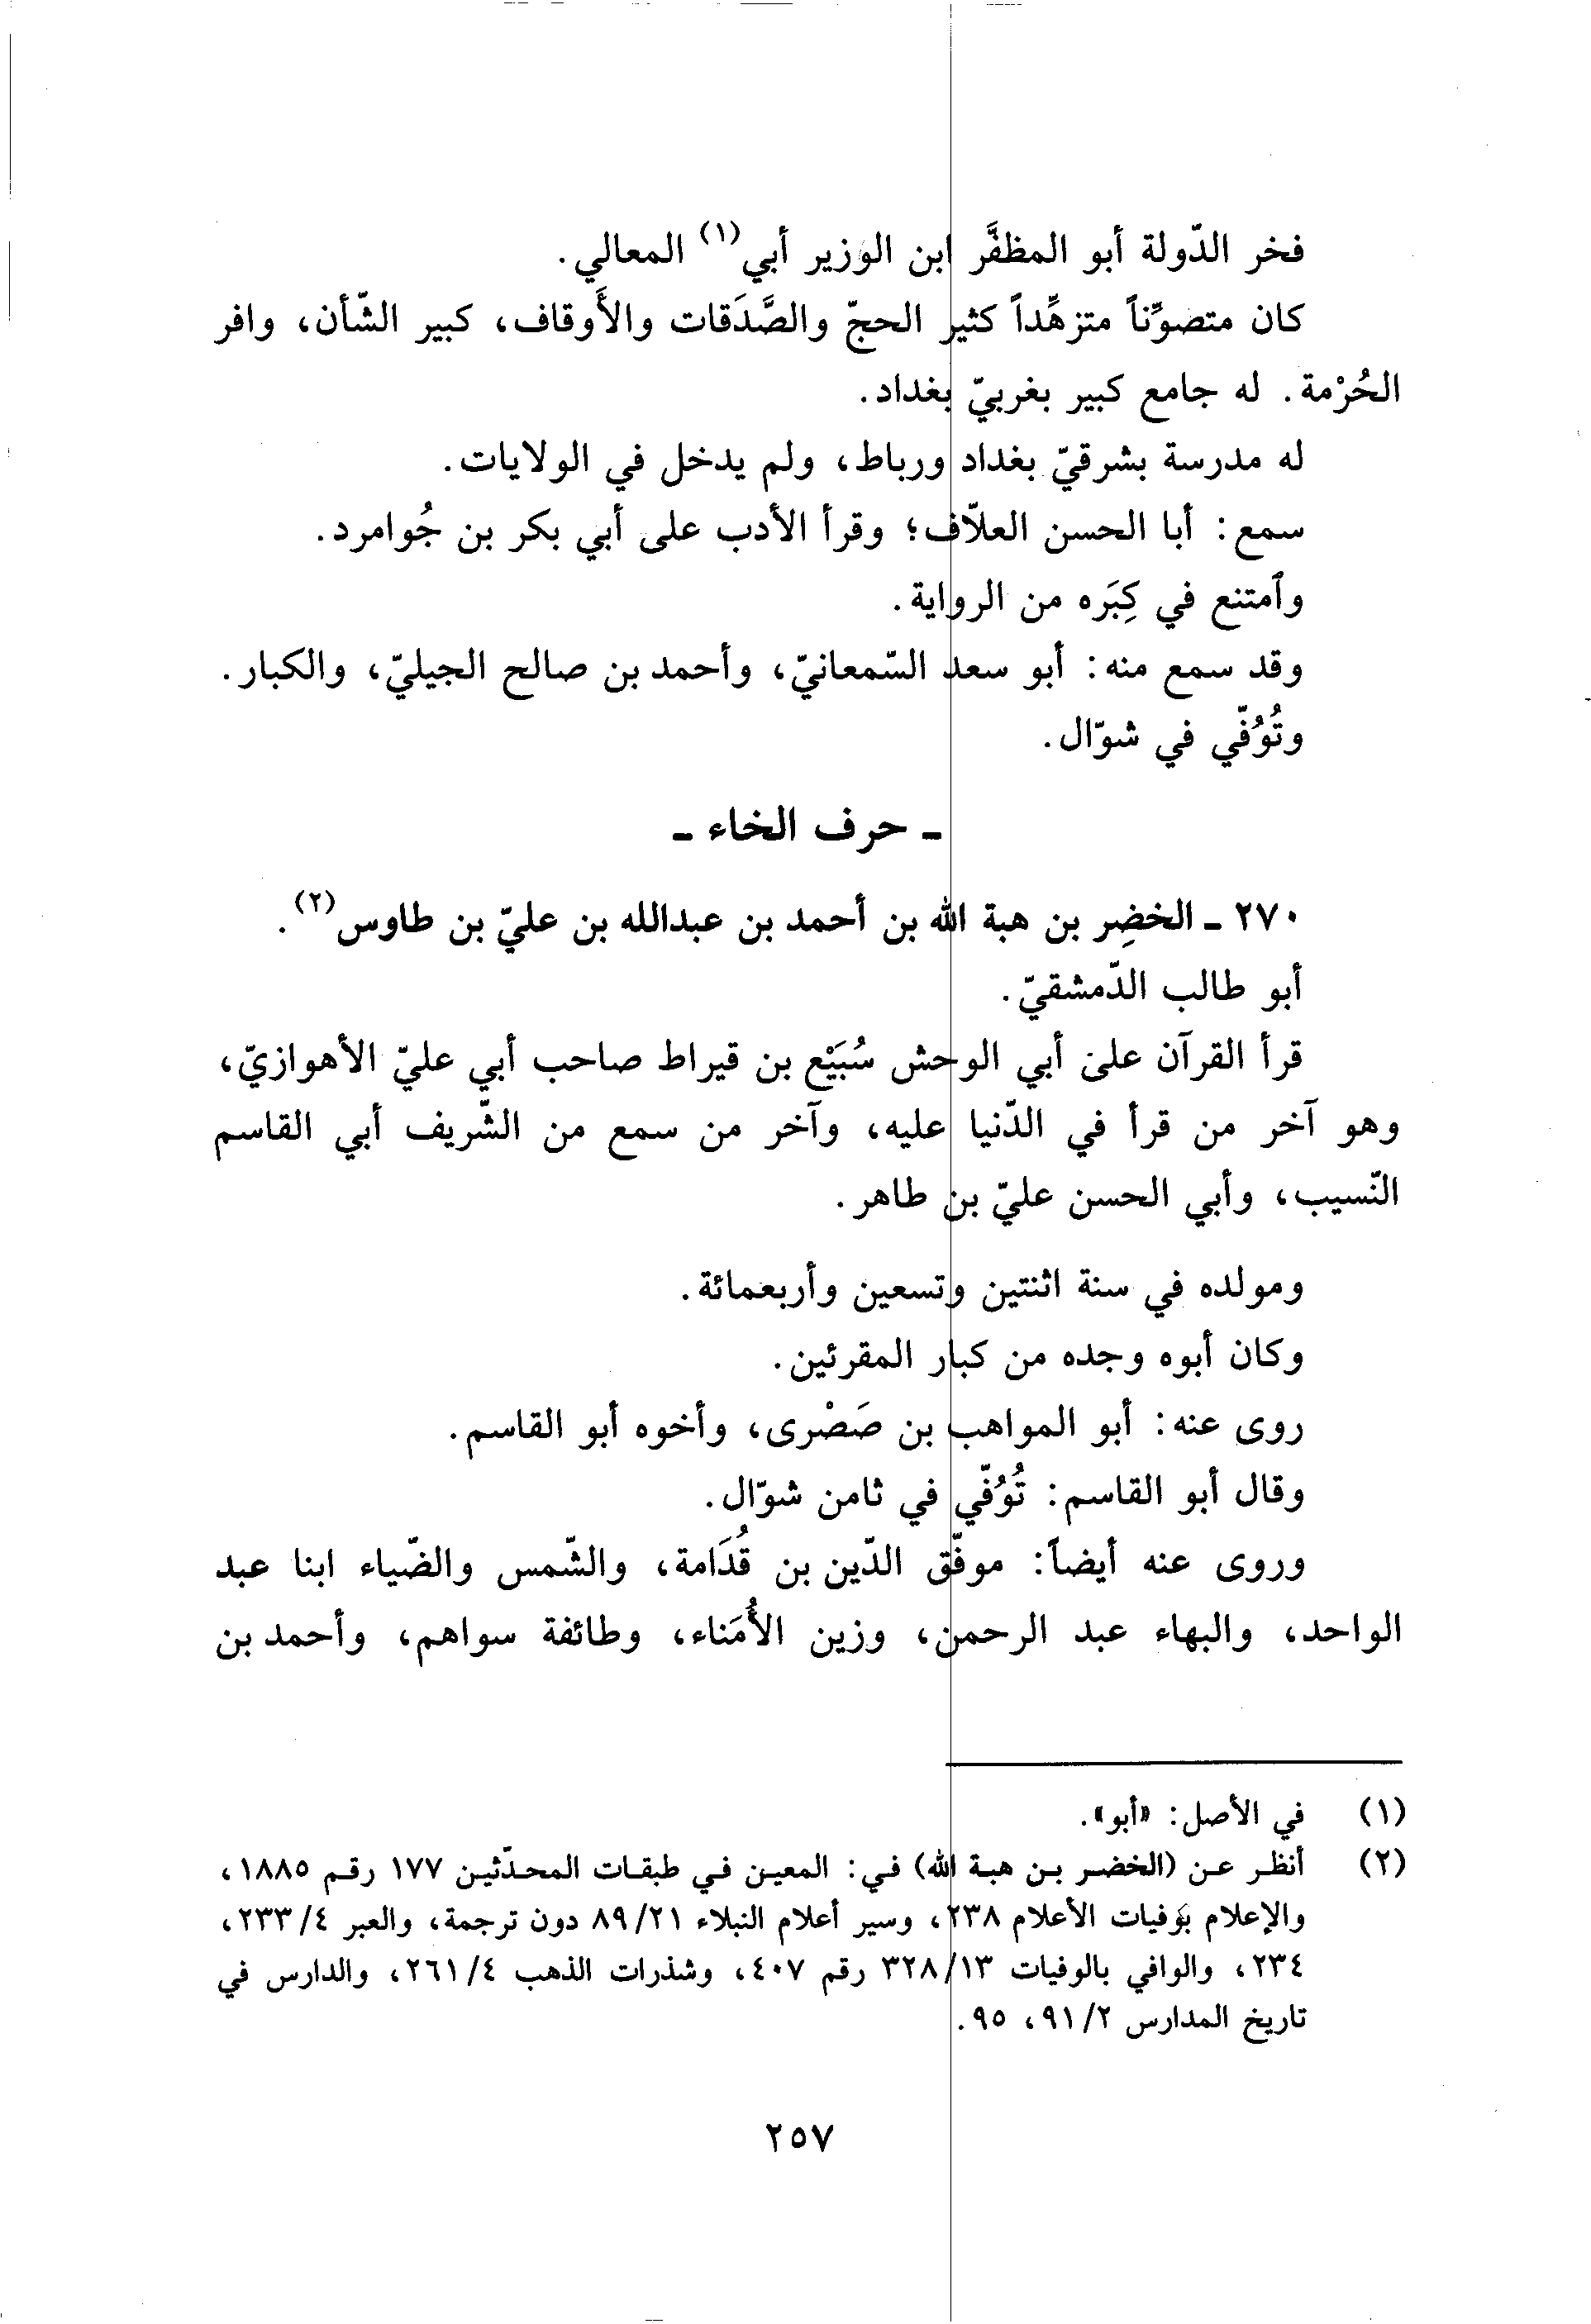 فخر الدّولة أبو المظفَّر ابن الوزير أبي(١) المعالي.
كان متصوِّناً متزهِّداً كثير الحجّ والصَّدَقات والأَوقاف، كبير الشّأن، وافر
الحُرْمة. له جامع كبير بغربيّ بغداد.
له مدرسة بشرقيّ بغداد ورباط، ولم يدخل في الولايات.
سمع: أبا الحسن العلاّف؛ وقرأ الأدب على أبي بكر بن جُوامرد.
وآمتنع في كِبَره من الرواية.
وقد سمع منه: أبو سعد السّمعانيّ، وأحمد بن صالح الجيليّ، والكبار.
وتُوُفّي في شوّال.
ـ حرف الخاء ـ
٢٧٠ ـ الخضِر بن هبة الله بن أحمد بن عبدالله بن عليّ بن طاوس(٢).
أبو طالب الدّمشقيّ.
قرأ القرآن على أبي الوحش سُبَيْع بن قيراط صاحب أبي عليّ الأهوازيّ،
وهو آخر من قرأ في الدّنيا عليه، وآخر من سمع من الشّريف أبي القاسم
النّسيب، وأبي الحسن عليّ بن طاهر.
ومولده في سنة اثنتين وتسعين وأربعمائة.
وكان أبوه وجده من كبار المقرئين.
روى عنه: أبو المواهب بن صَصْرى، وأخوه أبو القاسم.
وقال أبو القاسم: تُوُفّي في ثامن شوّال.
وروى عنه أيضاً: موفّق الدّين بن قُدَامة، والشّمس والضّياء ابنا عبد
الواحد، والبهاء عبد الرحمن، وزين الأُمَناء، وطائفة سواهم، وأحمد بن
(١) في الأصل: «أبو».
(٢) أنظر عن (الخضر بن هبة الله) في: المعين في طبقات المحدّثين ١٧٧ رقم ١٨٨٥،
والإعلام بوفيات الأعلام ٢٣٨، وسير أعلام النبلاء ٨٩/٢١ دون ترجمة، والعبر ٢٣٣/٤،
٢٣٤، والوافي بالوفيات ٣٢٨/١٣ رقم ٤٠٧، وشذرات الذهب ٢٦١/٤، والدارس في
تاريخ المدارس ٩١/٢، ٩٥.
٢٥٧